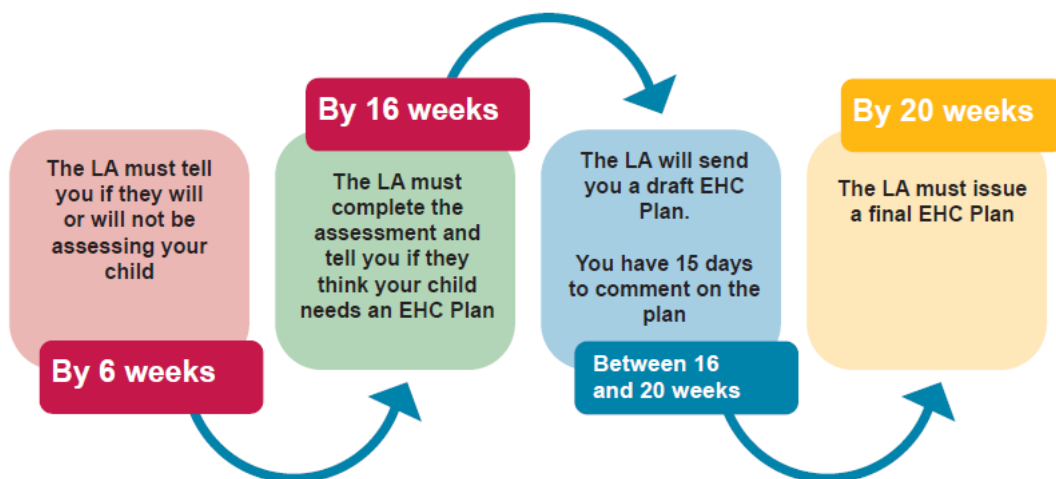 The LA must tell
you if they will
or will not be
assessing your
child
By 6 weeks
By 16 weeks
The LA must
complete the
assessment and
tell you if they
think your child
needs an EHC Plan
The LA will send
you a draft EHC
Plan.
You have 15 days
to comment on the
plan
Between 16
and 20 weeks
By 20 weeks
The LA must issue
a final EHC Plan